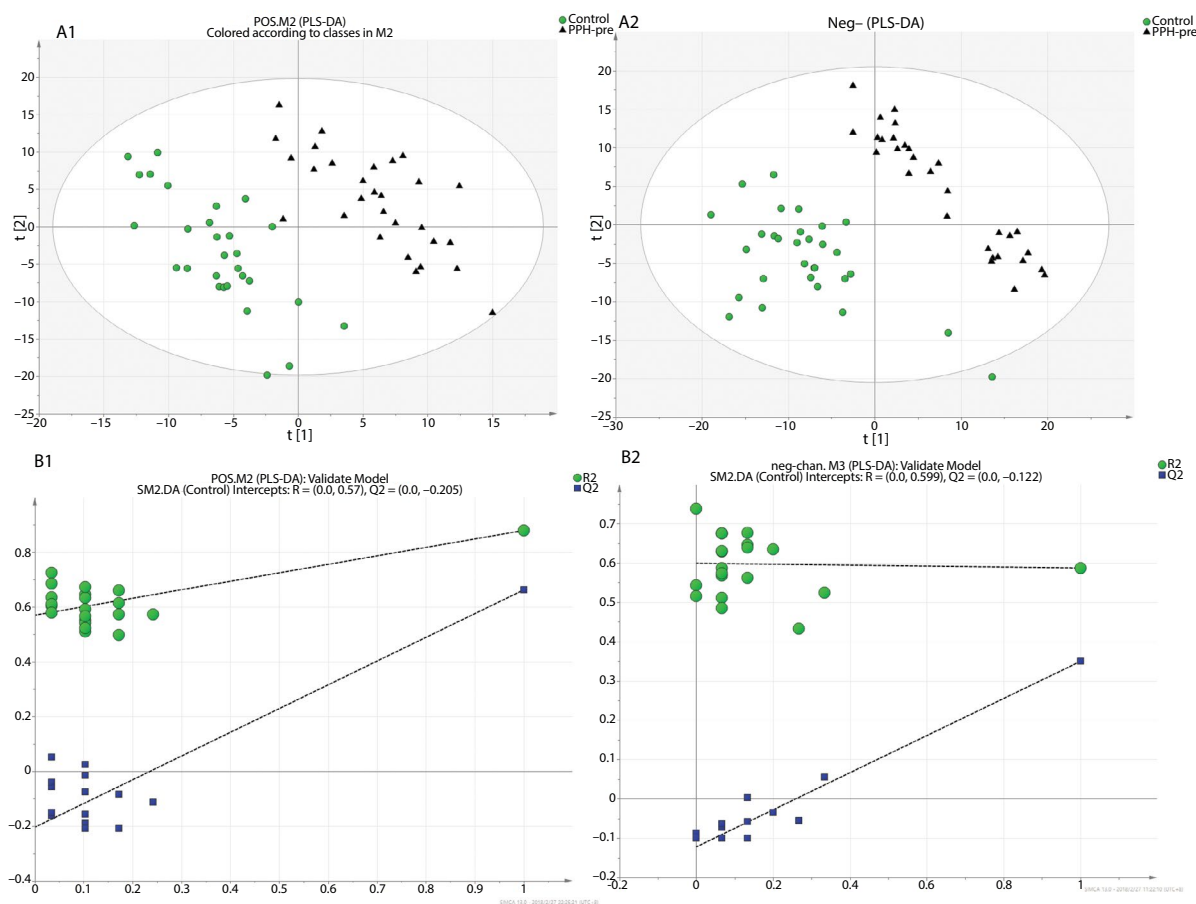 A1
POS.M2 (PLS-DA)
Colored according to classes in M2
Control
PPH-pre
20
15
10
5
0
−5
−10
−15
−20
−25
t [2]
−20 −15 −10 −5 0 5 10 15
t [1]
A2
Neg− (PLS-DA)
Control
PPH-pre
20
15
10
5
0
−5
−10
−15
−20
−25
t [2]
−30 −20 −10 0 10 20
t [1]
B1
POS.M2 (PLS-DA): Validate Model
SM2.DA (Control) Intercepts: R = (0.0, 0.57), Q2 = (0.0, −0.205)
R2
Q2
0.8
0.6
0.4
0.2
0
−0.2
−0.4
0 0.1 0.2 0.3 0.4 0.5 0.6 0.7 0.8 0.9 1
B2
neg-chan. M3 (PLS-DA): Validate Model
SM2.DA (Control) Intercepts: R = (0.0, 0.599), Q2 = (0.0, −0.122)
R2
Q2
0.7
0.6
0.5
0.4
0.3
0.2
0.1
0
−0.1
−0.2
−0.2 0 0.2 0.4 0.6 0.8 1